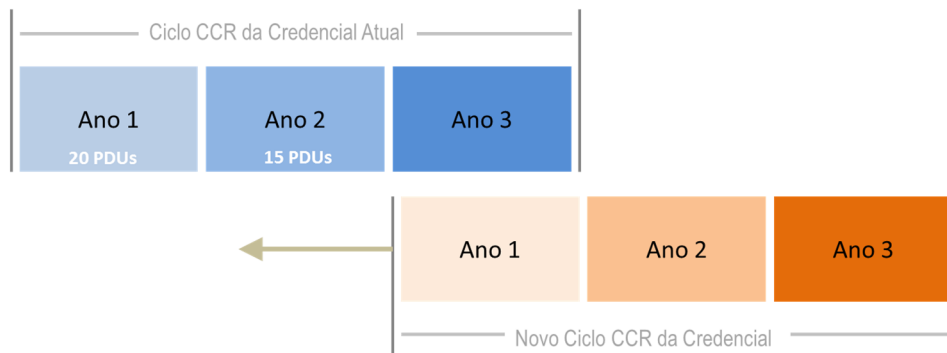 Ciclo CCR da Credencial Atual
Ano 1
20 PDUs
Ano 2
15 PDUs
Ano 3
Ano 1
Ano 2
Ano 3
Novo Ciclo CCR da Credencial